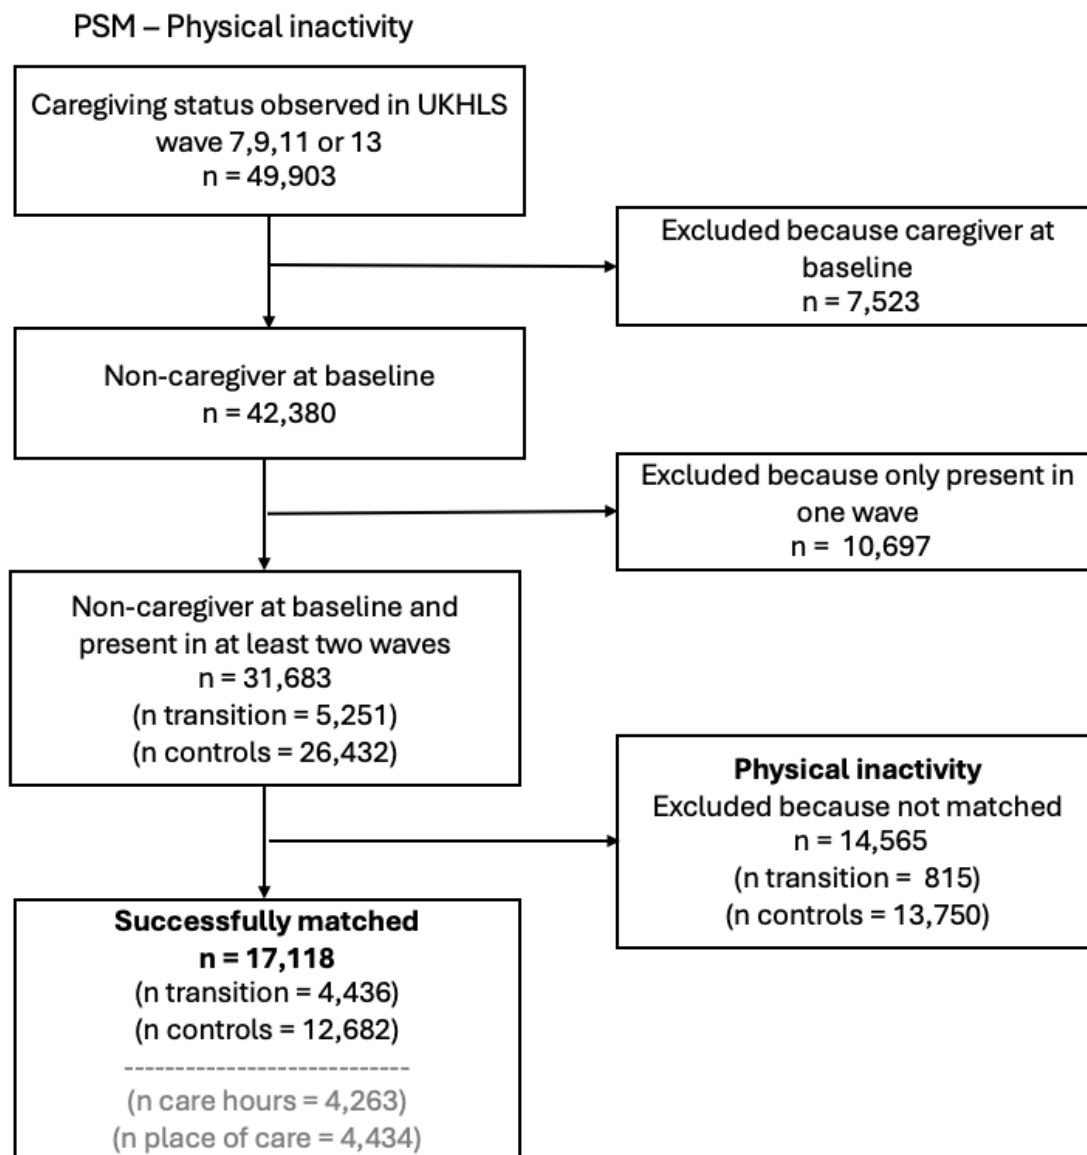 PSM – Physical inactivity
Caregiving status observed in UKHLS
wave 7,9,11 or 13
n = 49,903
Excluded because caregiver at
baseline
n = 7,523
Non-caregiver at baseline
n = 42,380
Excluded because only present in
one wave
n =  10,697
Non-caregiver at baseline and
present in at least two waves
n = 31,683
(n transition = 5,251)
(n controls = 26,432)
Physical inactivity
Excluded because not matched
n = 14,565
(n transition =  815)
(n controls = 13,750)
Successfully matched
n = 17,118
(n transition = 4,436)
(n controls = 12,682)
----------------------------
(n care hours = 4,263)
(n place of care = 4,434)